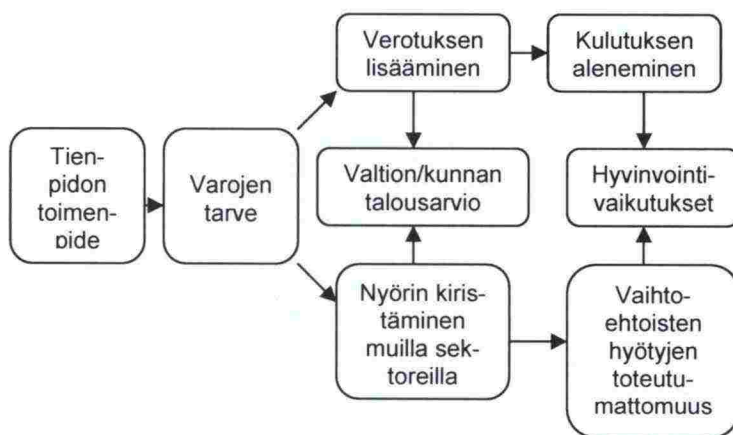 Tien-
pidon
toimen-
pide
Varojen
tarve
Verotuksen
lisääminen
Kulutuksen
aleneminen
Valtion/kunnan
talousarvio
Hyvinvointi-
vaikutukset
Nyörin kiris-
täminen
muilla sek-
toreilla
Vaihto-
ehtoisten
hyötyjen
toteutu-
mattomuus